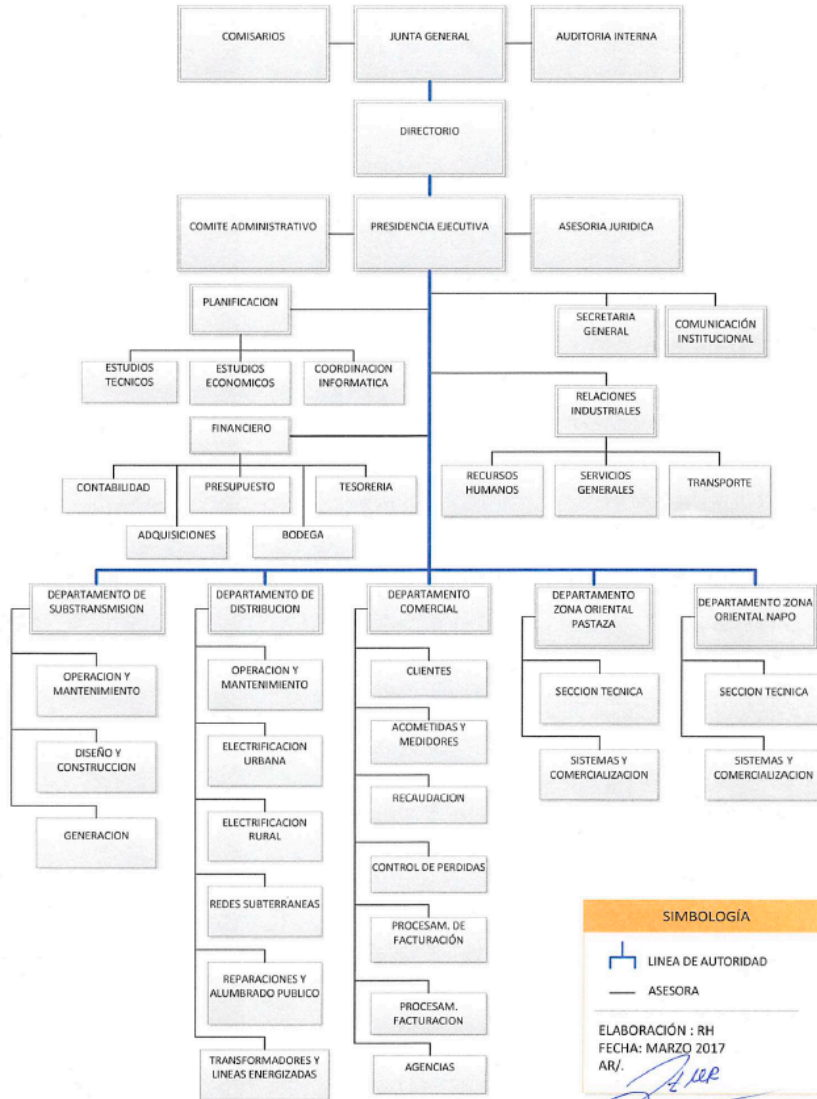 COMISARIOS
JUNTA GENERAL
AUDITORIA INTERNA
DIRECTORIO
COMITE ADMINISTRATIVO
PRESIDENCIA EJECUTIVA
ASESORIA JURIDICA
PLANIFICACION
SECRETARIA
GENERAL
COMUNICACIÓN
INSTITUCIONAL
ESTUDIOS
TECNICOS
ESTUDIOS
ECONOMICOS
COORDINACION
INFORMATICA
RELACIONES
INDUSTRIALES
FINANCIERO
RECURSOS
HUMANOS
SERVICIOS
GENERALES
TRANSPORTE
CONTABILIDAD
PRESUPUESTO
TESORERIA
ADQUISICIONES
BODEGA
DEPARTAMENTO DE
SUBSTRANSMISION
OPERACION Y
MANTENIMIENTO
DISEÑO Y
CONSTRUCCION
GENERACION
DEPARTAMENTO DE
DISTRIBUCION
OPERACION Y
MANTENIMIENTO
ELECTRIFICACION
URBANA
ELECTRIFICACION
RURAL
REDES SUBTERRANEAS
REPARACIONES Y
ALUMBRADO PUBLICO
TRANSFORMADORES Y
LINEAS ENERGIZADAS
DEPARTAMENTO
COMERCIAL
CLIENTES
ACOMETIDAS Y
MEDIDORES
RECAUDACION
CONTROL DE PERDIDAS
PROCESAM. DE
FACTURACIÓN
PROCESAM.
FACTURACION
AGENCIAS
DEPARTAMENTO
ZONA ORIENTAL
PASTAZA
SECCION TECNICA
SISTEMAS Y
COMERCIALIZACION
DEPARTAMENTO ZONA
ORIENTAL NAPO
SECCION TECNICA
SISTEMAS Y
COMERCIALIZACION
SIMBOLOGÍA
LINEA DE AUTORIDAD
ASESORA
ELABORACIÓN : RH
FECHA: MARZO 2017
AR/.